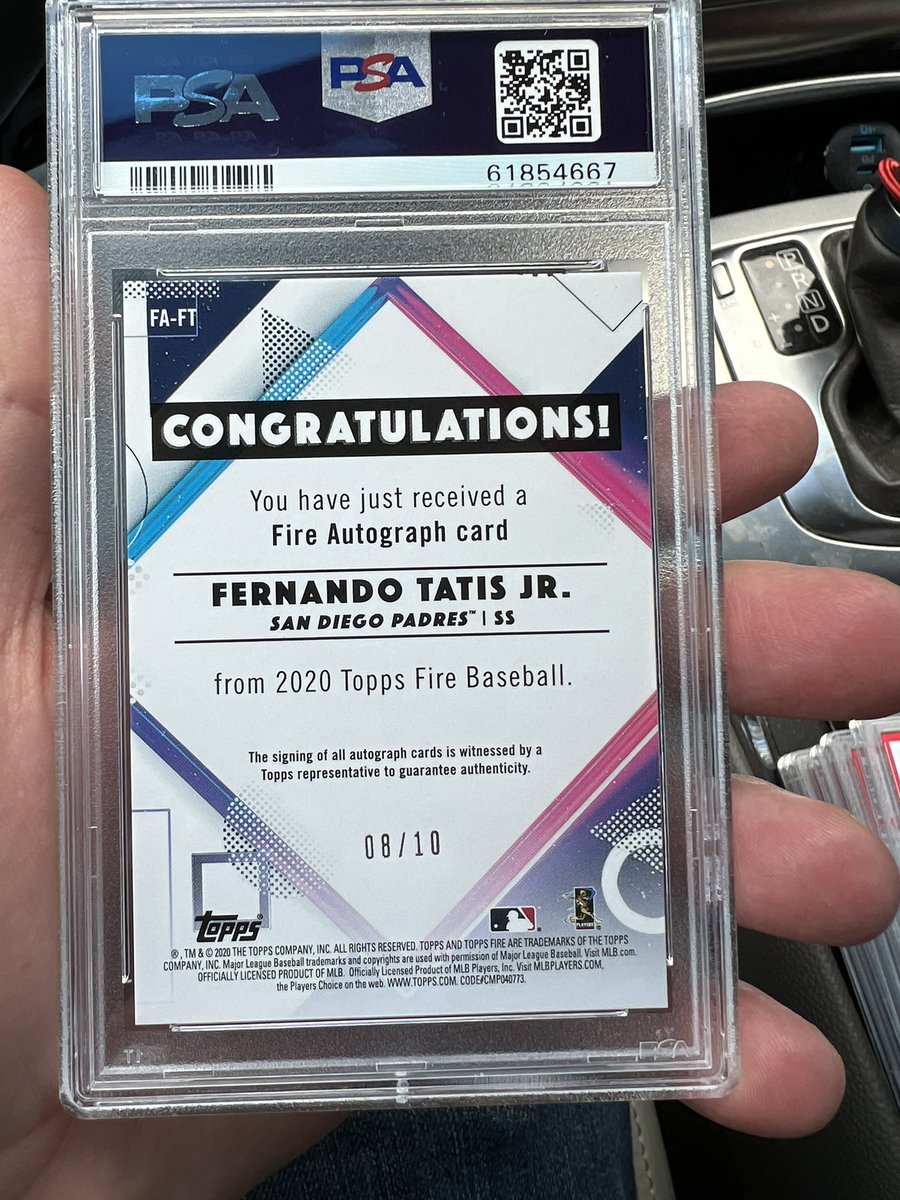 PSA
PSA
61854667
FA-FT
CONGRATULATIONS!
You have just received a
Fire Autograph card
FERNANDO TATIS JR.
SAN DIEGO PADRES™ | SS
from 2020 Topps Fire Baseball.
The signing of all autograph cards is witnessed by a
Topps representative to guarantee authenticity.
08/10
topps®
®, TM & © 2020 THE TOPPS COMPANY, INC. ALL RIGHTS RESERVED. TOPPS AND TOPPS FIRE ARE TRADEMARKS OF THE TOPPS
COMPANY, INC. Major League Baseball trademarks and copyrights are used with permission of Major League Baseball. Visit MLB.com.
OFFICIALLY LICENSED PRODUCT OF MLB. Officially Licensed Product of MLB Players, Inc. Visit MLBPLAYERS.COM,
the Players Choice on the web. WWW.TOPPS.COM. CODE#CMP040773.
PSA
P
R
N
D